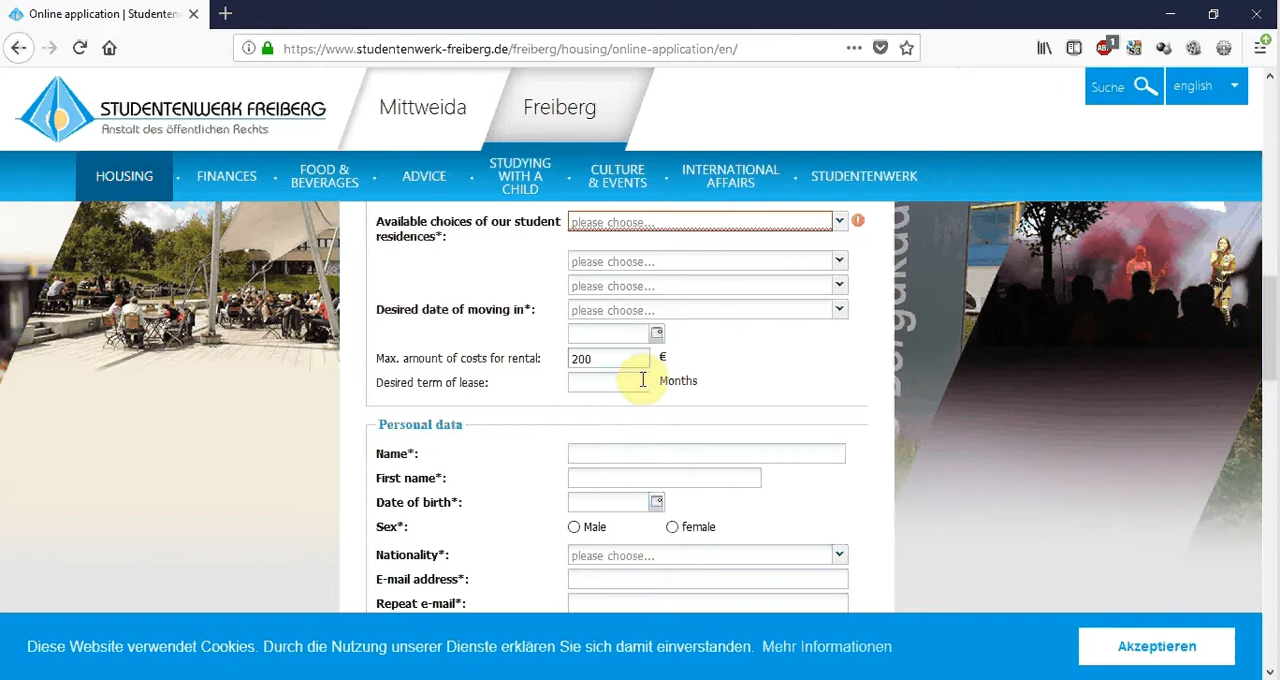 Online application | Studenten
https://www.studentenwerk-freiberg.de/freiberg/housing/online-application/en/
1
STUDENTENWERK FREIBERG
Anstalt des öffentlichen Rechts
Mittweida
Freiberg
Suche
english
HOUSING
FINANCES
FOOD &
BEVERAGES
ADVICE
STUDYING
WITH A
CHILD
CULTURE
& EVENTS
INTERNATIONAL
AFFAIRS
STUDENTENWERK
Available choices of our student
residences*:
please choose...
please choose...
please choose...
Desired date of moving in*:
please choose...
Max. amount of costs for rental:
200
€
Desired term of lease:
Months
Personal data
Name*:
First name*:
Date of birth*:
Sex*:
Male
female
Nationality*:
please choose...
E-mail address*:
Repeat e-mail*:
Diese Website verwendet Cookies. Durch die Nutzung unserer Dienste erklären Sie sich damit einverstanden. Mehr Informationen
Akzeptieren